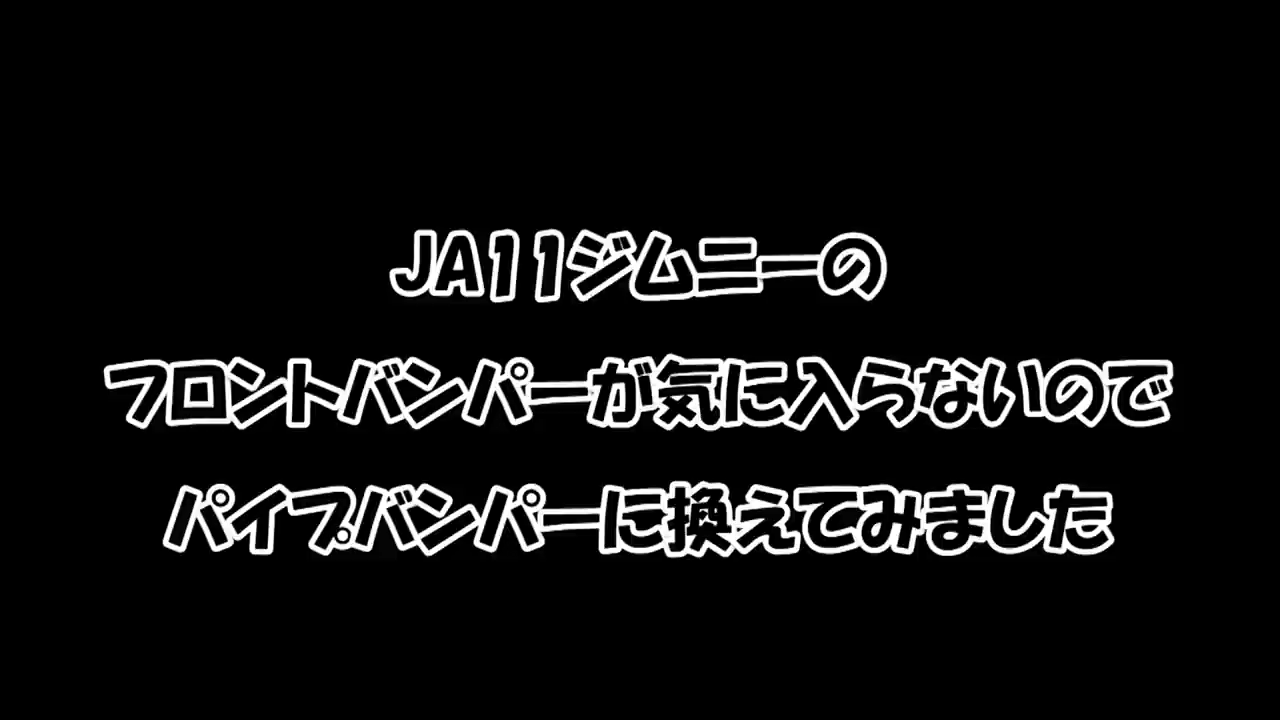 JA11ジムニーの
フロントバンパーが気に入らないので
パイプバンパーに換えてみました